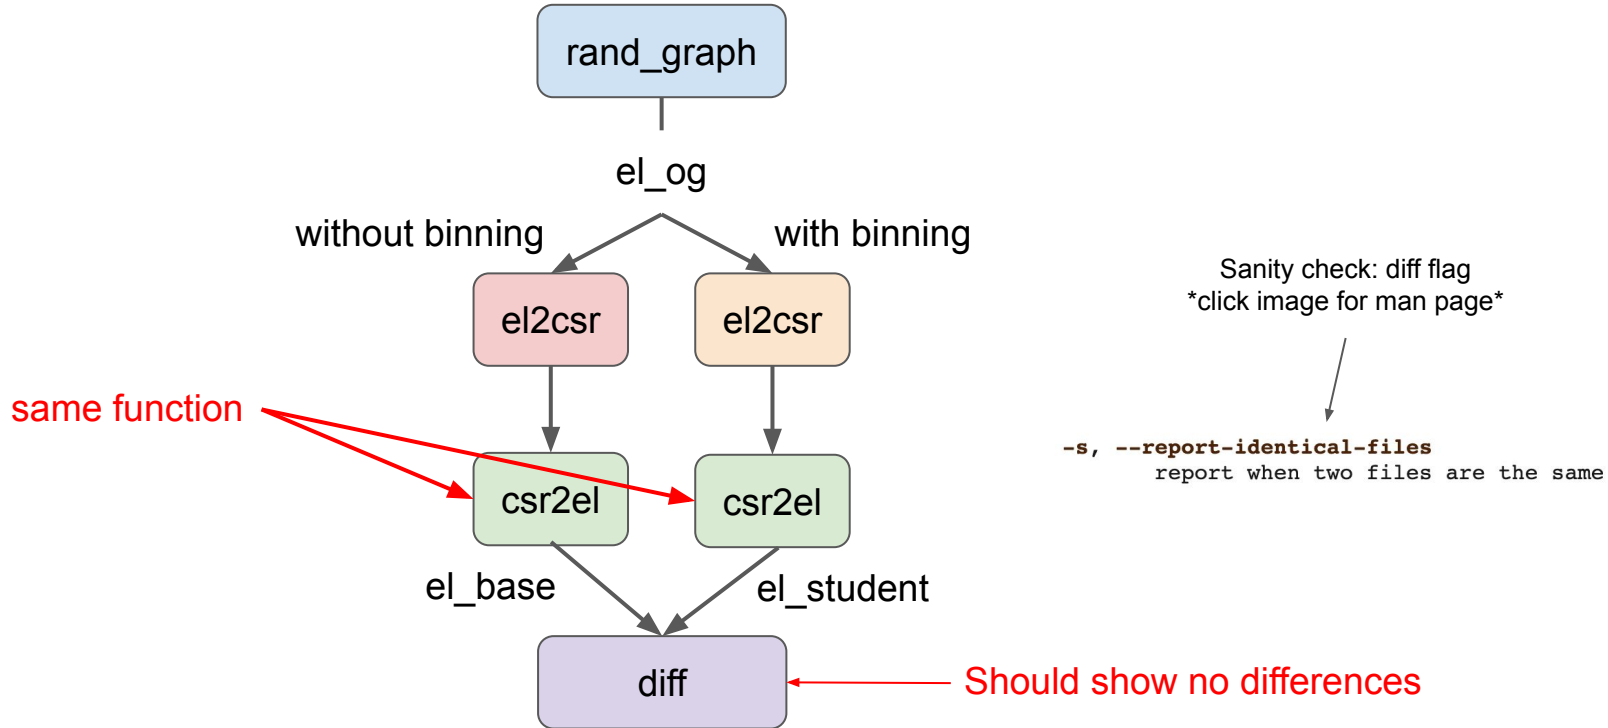 rand_graph
el_og
without binning
with binning
el2csr
el2csr
Sanity check: diff flag
*click image for man page*
same function
-s, --report-identical-files
report when two files are the same
csr2el
csr2el
el_base
el_student
diff
Should show no differences